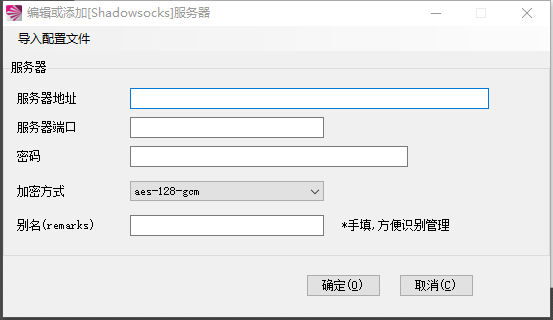 编辑或添加[Shadowsocks]服务器
导入配置文件
服务器
服务器地址
服务器端口
密码
加密方式 aes-128-gcm
别名(remarks) *手填,方便识别管理
确定(O) 取消(C)